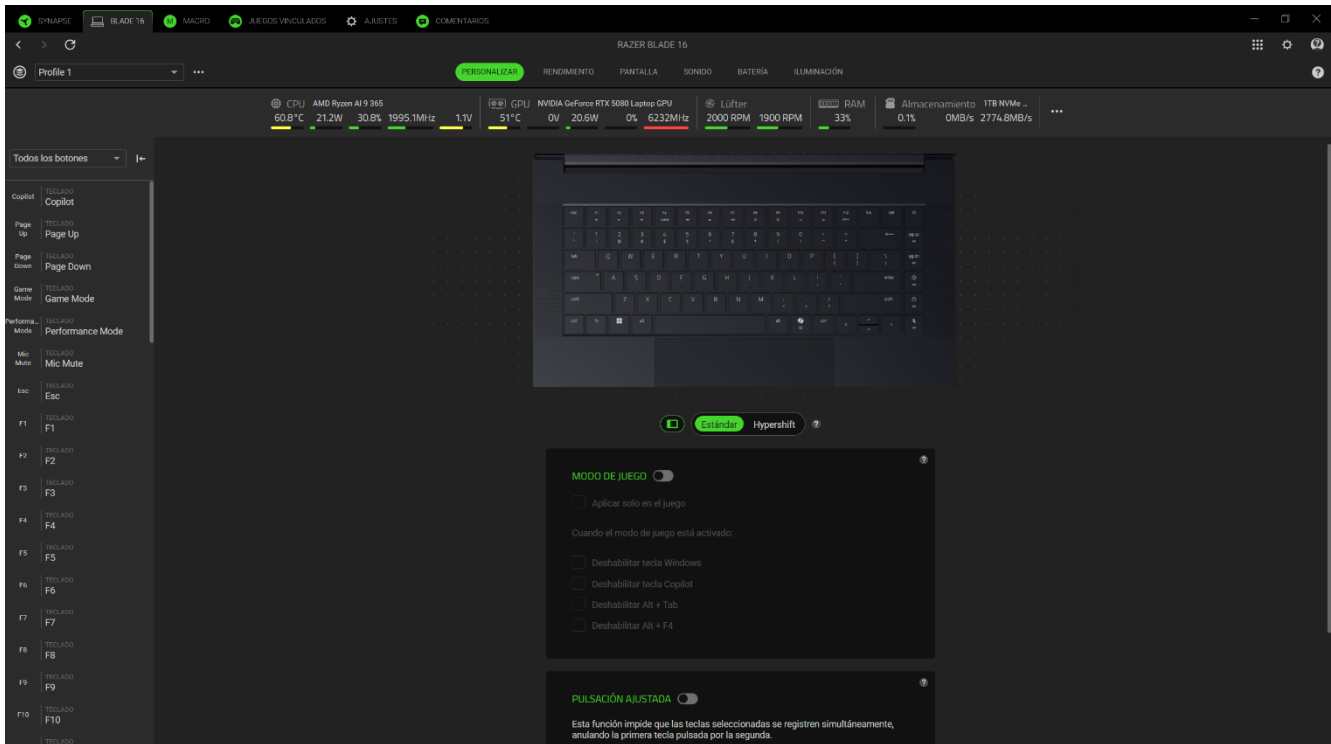 SYNAPSE BLADE 16 MACRO JUEGOS VINCULADOS AJUSTES COMENTARIOS
RAZER BLADE 16
Profile 1 PERSONALIZAR RENDIMIENTO PANTALLA SONIDO BATERÍA ILUMINACIÓN
CPU AMD Ryzen AI 9 365 GPU NVIDIA GeForce RTX 5080 Laptop GPU Lüfter RAM Almacenamiento 1TB NVMe ...
60.8°C 21.2W 30.8% 1995.1MHz 1.1V 51°C 0V 20.6W 0% 6232MHz 2000 RPM 1900 RPM 33% 0.1% 0MB/s 2774.8MB/s
Todos los botones
Copilot TECLADO
Copilot
Page Up TECLADO
Page Up
Page Down TECLADO
Page Down
Game Mode TECLADO
Game Mode
Performa... Mode TECLADO
Performance Mode
Mic Mute TECLADO
Mic Mute
Esc TECLADO
Esc
F1 TECLADO
F1
F2 TECLADO
F2
F3 TECLADO
F3
F4 TECLADO
F4
F5 TECLADO
F5
F6 TECLADO
F6
F7 TECLADO
F7
F8 TECLADO
F8
F9 TECLADO
F9
F10 TECLADO
F10
TECLADO
Q W E R T Y U I O P
A S D F G H J K L
Z X C V B N M
Estándar Hypershift
MODO DE JUEGO
Aplicar solo en el juego
Cuando el modo de juego está activado:
Deshabilitar tecla Windows
Deshabilitar tecla Copilot
Deshabilitar Alt + Tab
Deshabilitar Alt + F4
PULSACIÓN AJUSTADA
Esta función impide que las teclas seleccionadas se registren simultáneamente,
anulando la primera tecla pulsada por la segunda.